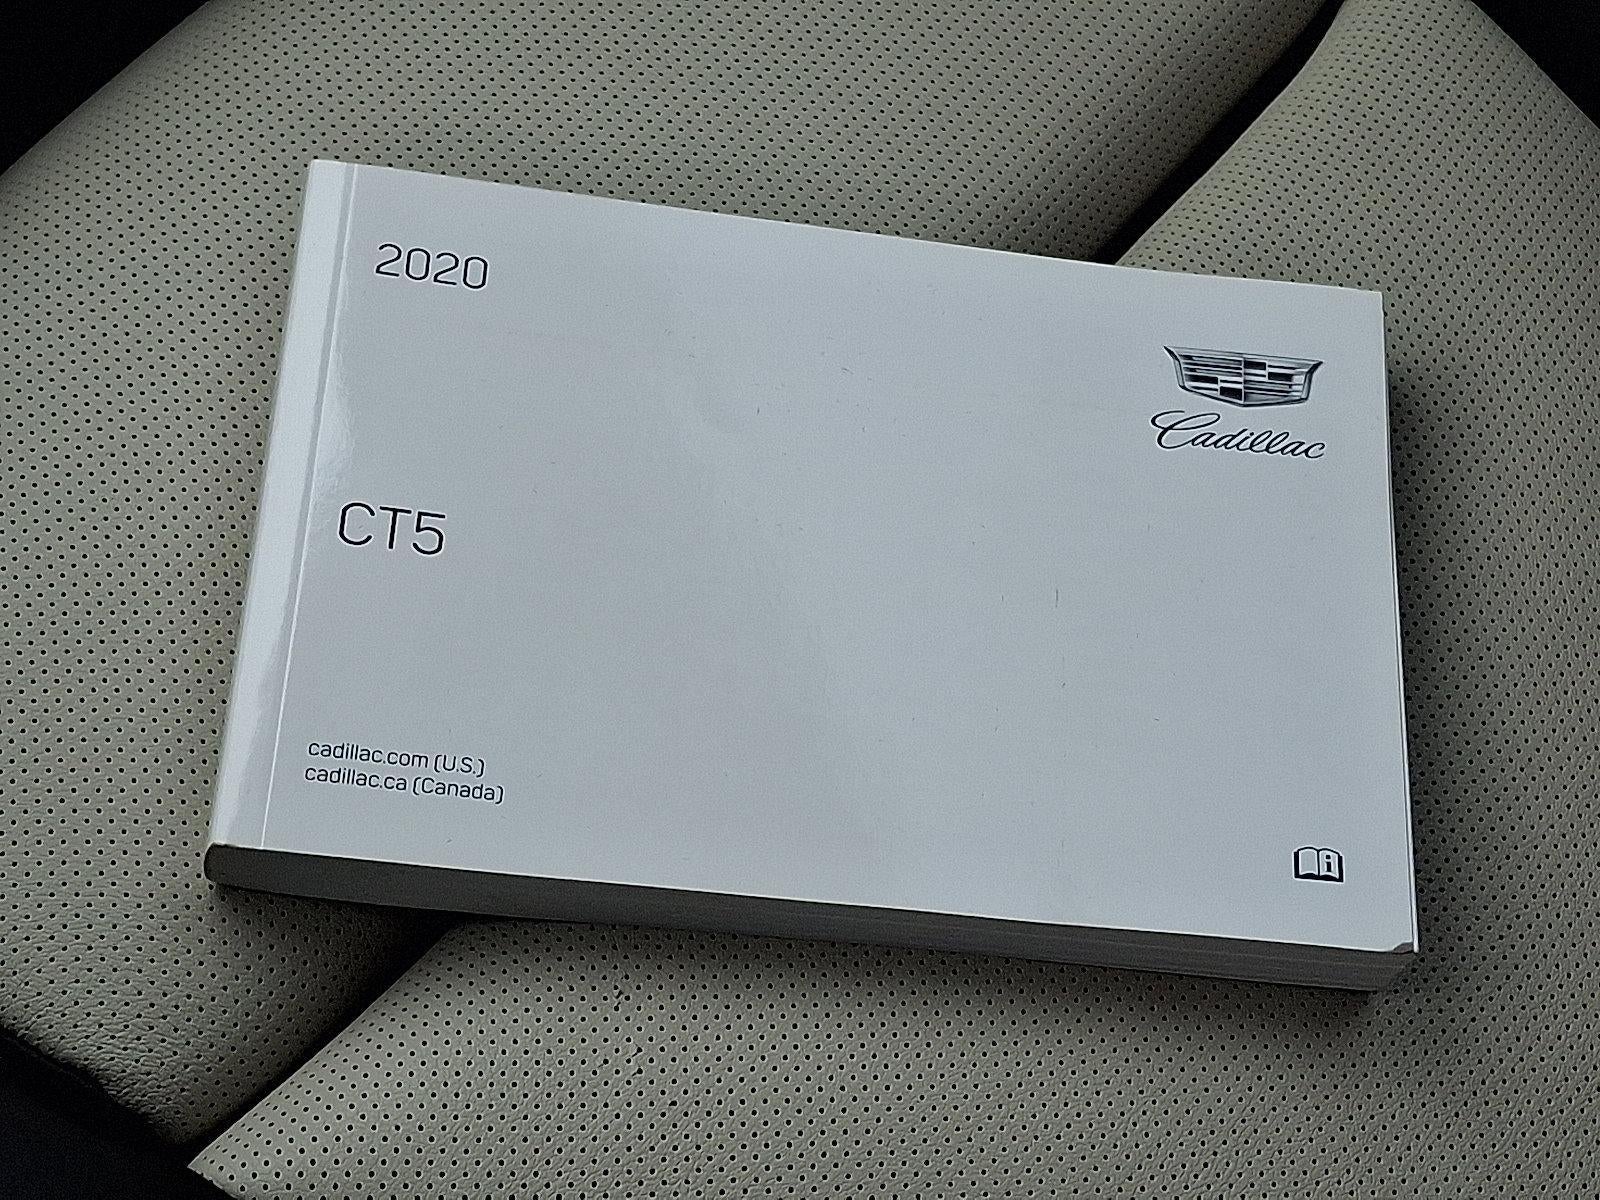 2020
Cadillac
CT5
cadillac.com (U.S.)
cadillac.ca (Canada)